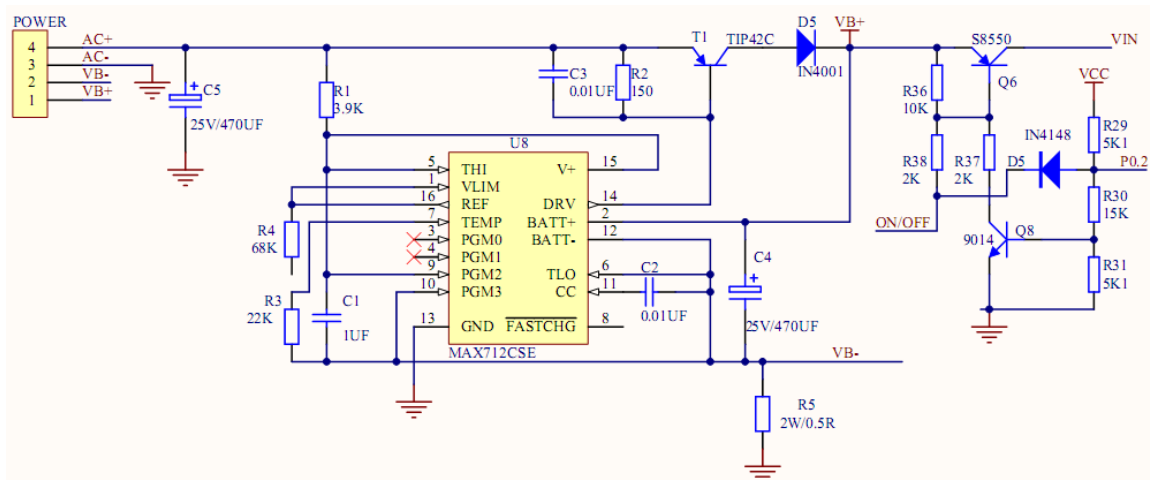 POWER
4 AC+
3 AC-
2 VB-
1 VB+
C5
25V/470UF
R1
3.9K
C3
0.01UF
R2
150
T1
TIP42C
D5
IN4001
VB+
S8550
Q6
VIN
R36
10K
R38
2K
R37
2K
VCC
IN4148
D5
R29
5K1
P0.2
R30
15K
R31
5K1
ON/OFF
9014
Q8
U8
5 THI
1 VLIM
16 REF
7 TEMP
3 PGM0
4 PGM1
9 PGM2
10 PGM3
13 GND
V+ 15
DRV 14
BATT+ 2
BATT- 12
TLO 6
CC 11
FASTCHG 8
MAX712CSE
R4
68K
R3
22K
C1
1UF
C2
0.01UF
C4
25V/470UF
VB-
R5
2W/0.5R